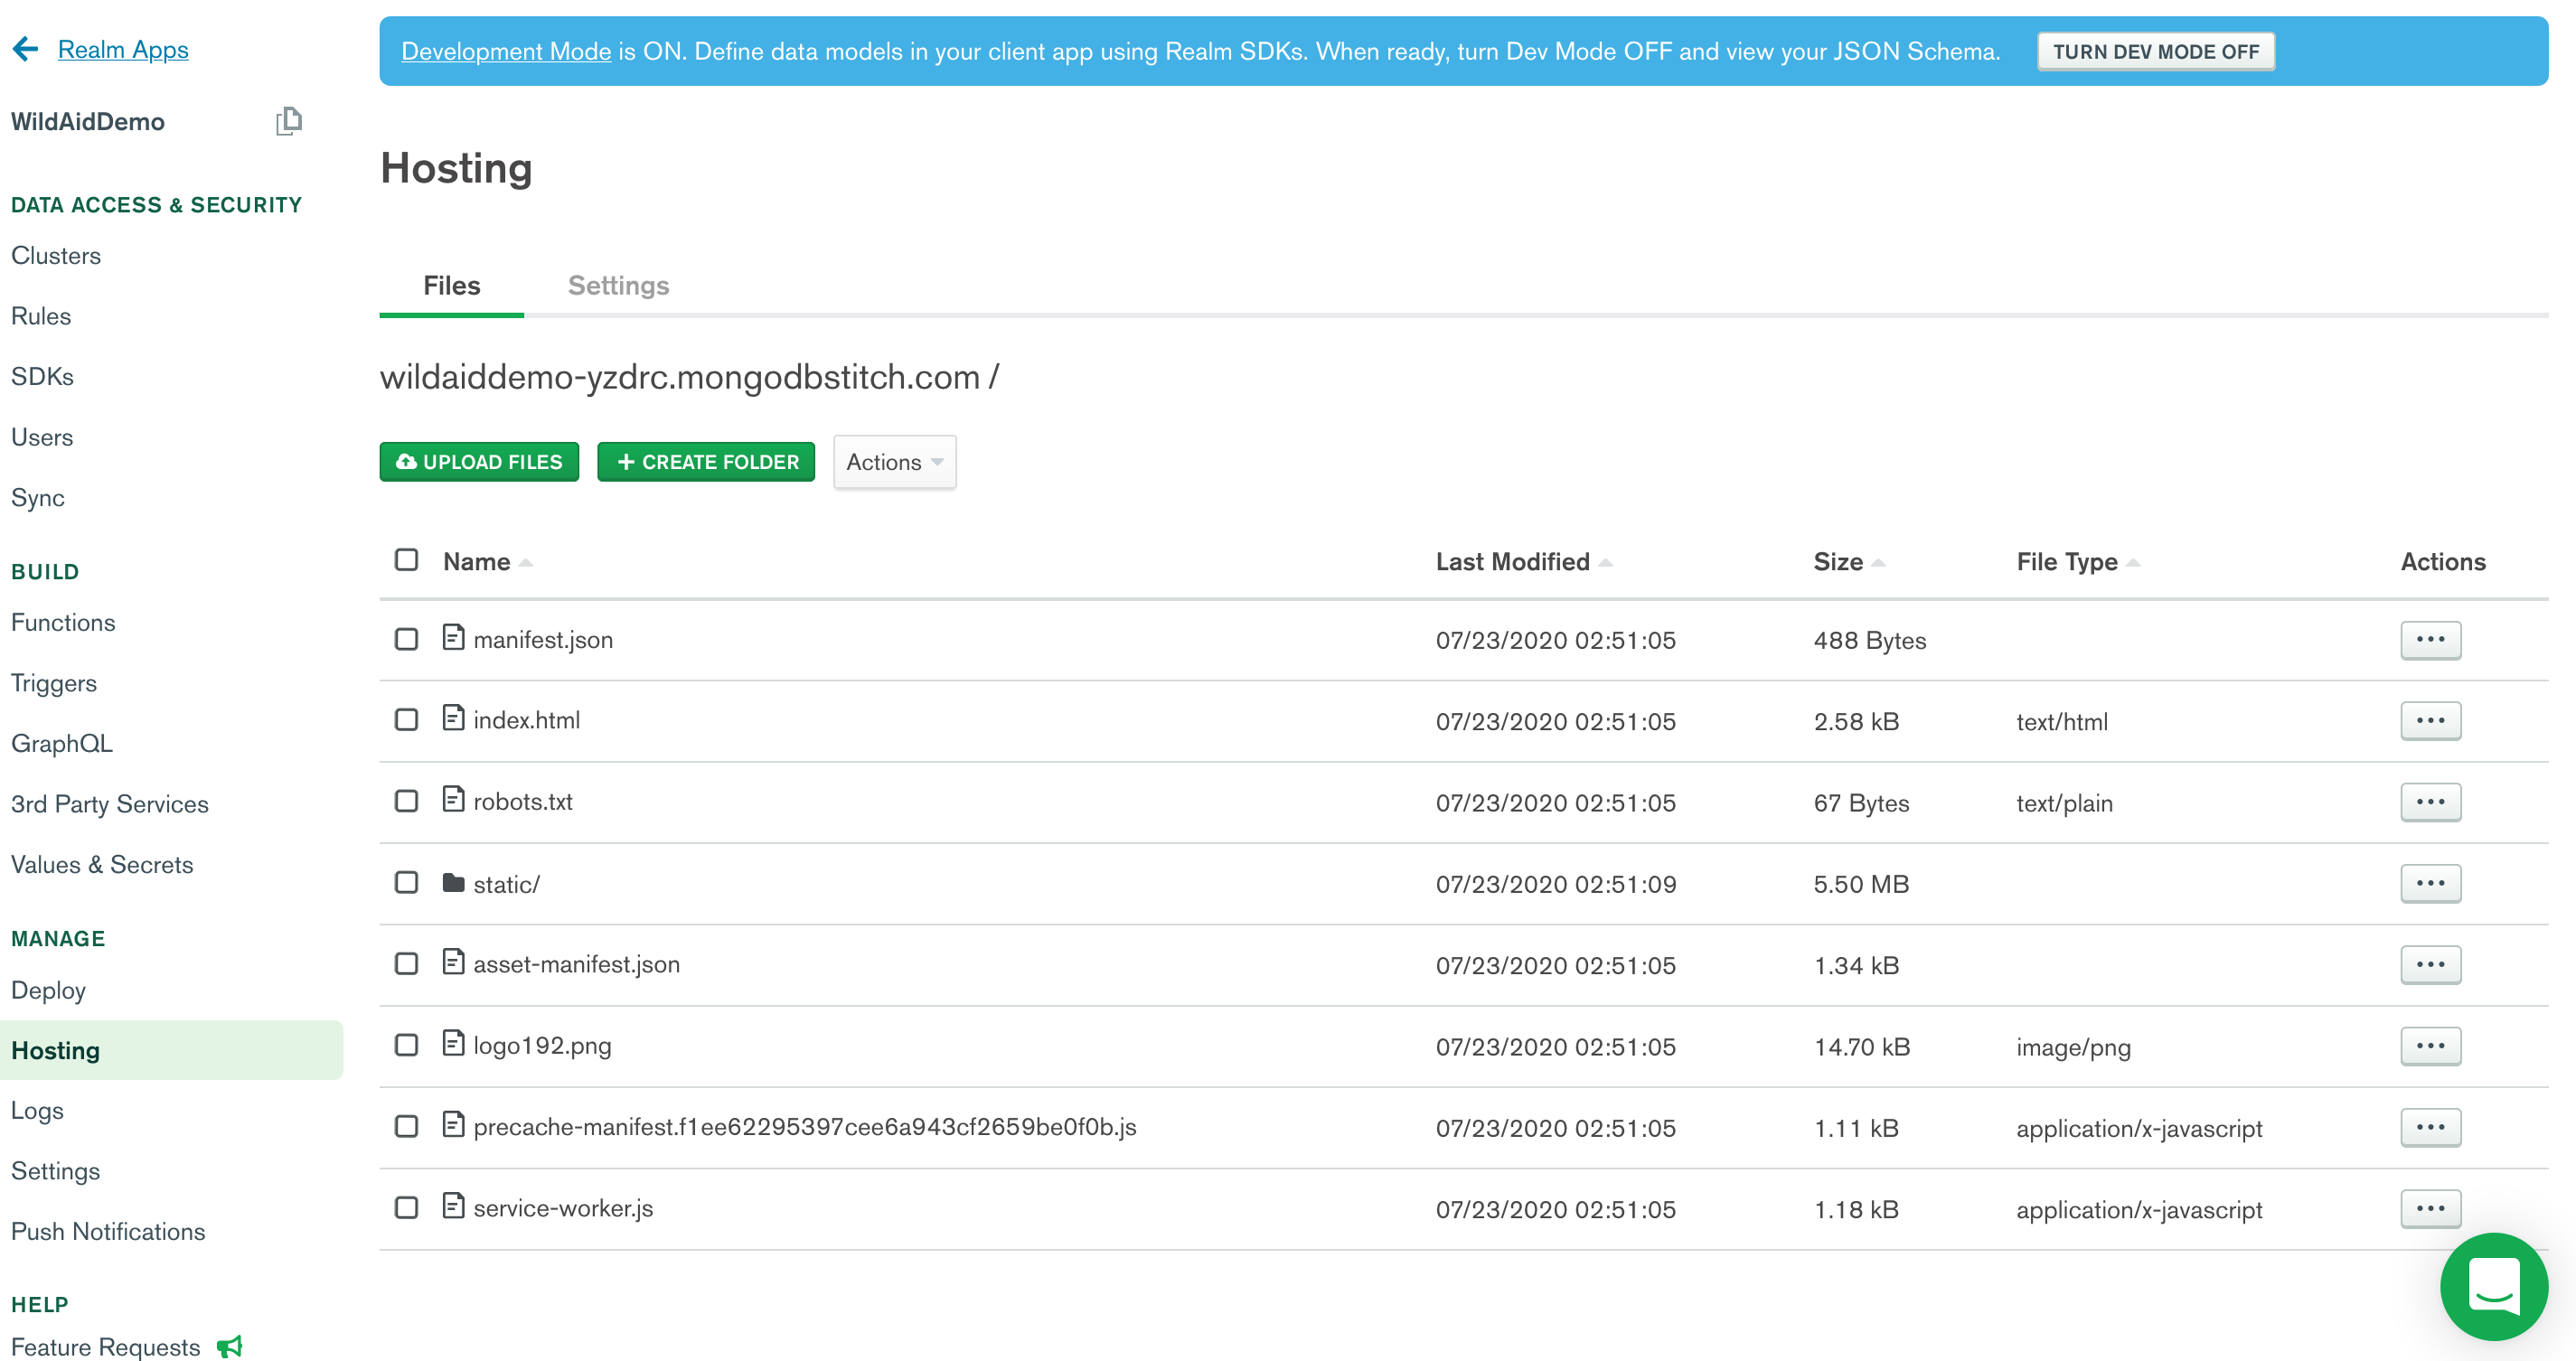 Realm Apps
WildAidDemo
DATA ACCESS & SECURITY
Clusters
Rules
SDKs
Users
Sync
BUILD
Functions
Triggers
GraphQL
3rd Party Services
Values & Secrets
MANAGE
Deploy
Hosting
Logs
Settings
Push Notifications
HELP
Feature Requests
Development Mode is ON. Define data models in your client app using Realm SDKs. When ready, turn Dev Mode OFF and view your JSON Schema. TURN DEV MODE OFF
Hosting
Files Settings
wildaiddemo-yzdrc.mongodbstitch.com /
UPLOAD FILES + CREATE FOLDER Actions
Name Last Modified Size File Type Actions
manifest.json 07/23/2020 02:51:05 488 Bytes
index.html 07/23/2020 02:51:05 2.58 kB text/html
robots.txt 07/23/2020 02:51:05 67 Bytes text/plain
static/ 07/23/2020 02:51:09 5.50 MB
asset-manifest.json 07/23/2020 02:51:05 1.34 kB
logo192.png 07/23/2020 02:51:05 14.70 kB image/png
precache-manifest.f1ee62295397cee6a943cf2659be0f0b.js 07/23/2020 02:51:05 1.11 kB application/x-javascript
service-worker.js 07/23/2020 02:51:05 1.18 kB application/x-javascript